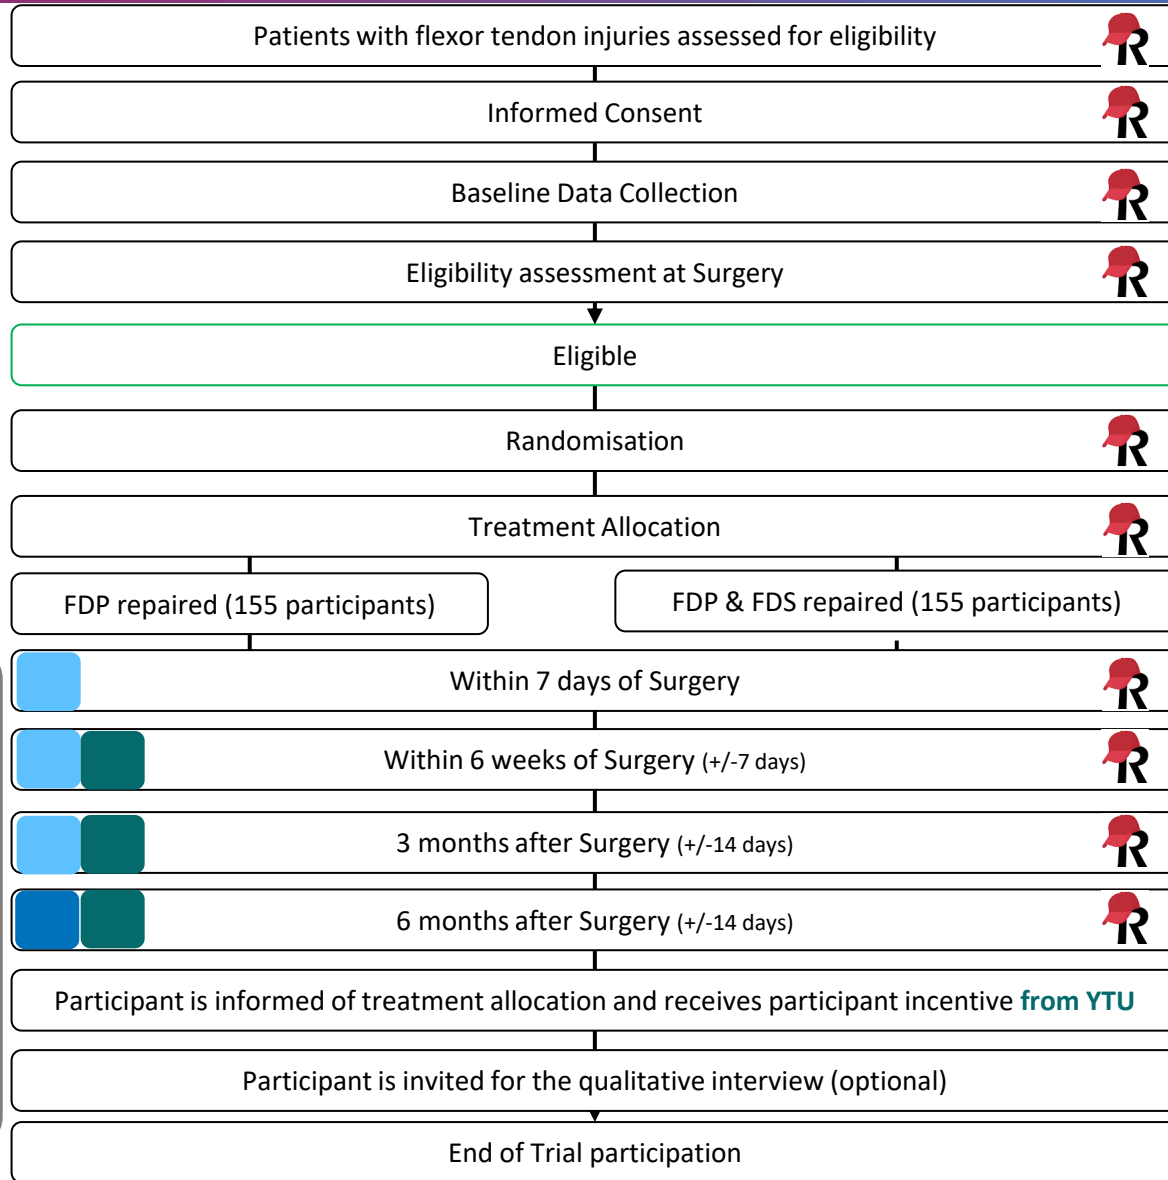 Patients with flexor tendon injuries assessed for eligibility
R
Informed Consent
R
Baseline Data Collection
R
Eligibility assessment at Surgery
R
Eligible
Randomisation
R
Treatment Allocation
R
FDP repaired (155 participants)
FDP & FDS repaired (155 participants)
Within 7 days of Surgery
R
Within 6 weeks of Surgery (+/-7 days)
R
3 months after Surgery (+/-14 days)
R
6 months after Surgery (+/-14 days)
R
Participant is informed of treatment allocation and receives participant incentive from YTU
Participant is invited for the qualitative interview (optional)
End of Trial participation